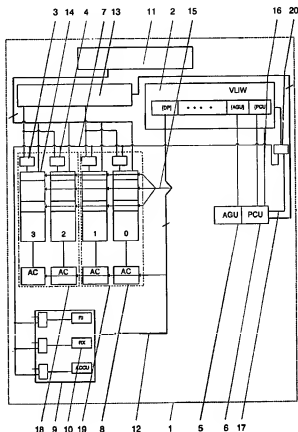 3 14 4 7 13 11 2 15 16 20
VLIW
[DP] • • • • [AGU] [PCU]
3 2 1 0
AGU PCU
AC AC AC AC
RX
ACCU
18 9 10 19 8 12 1 5 6 17